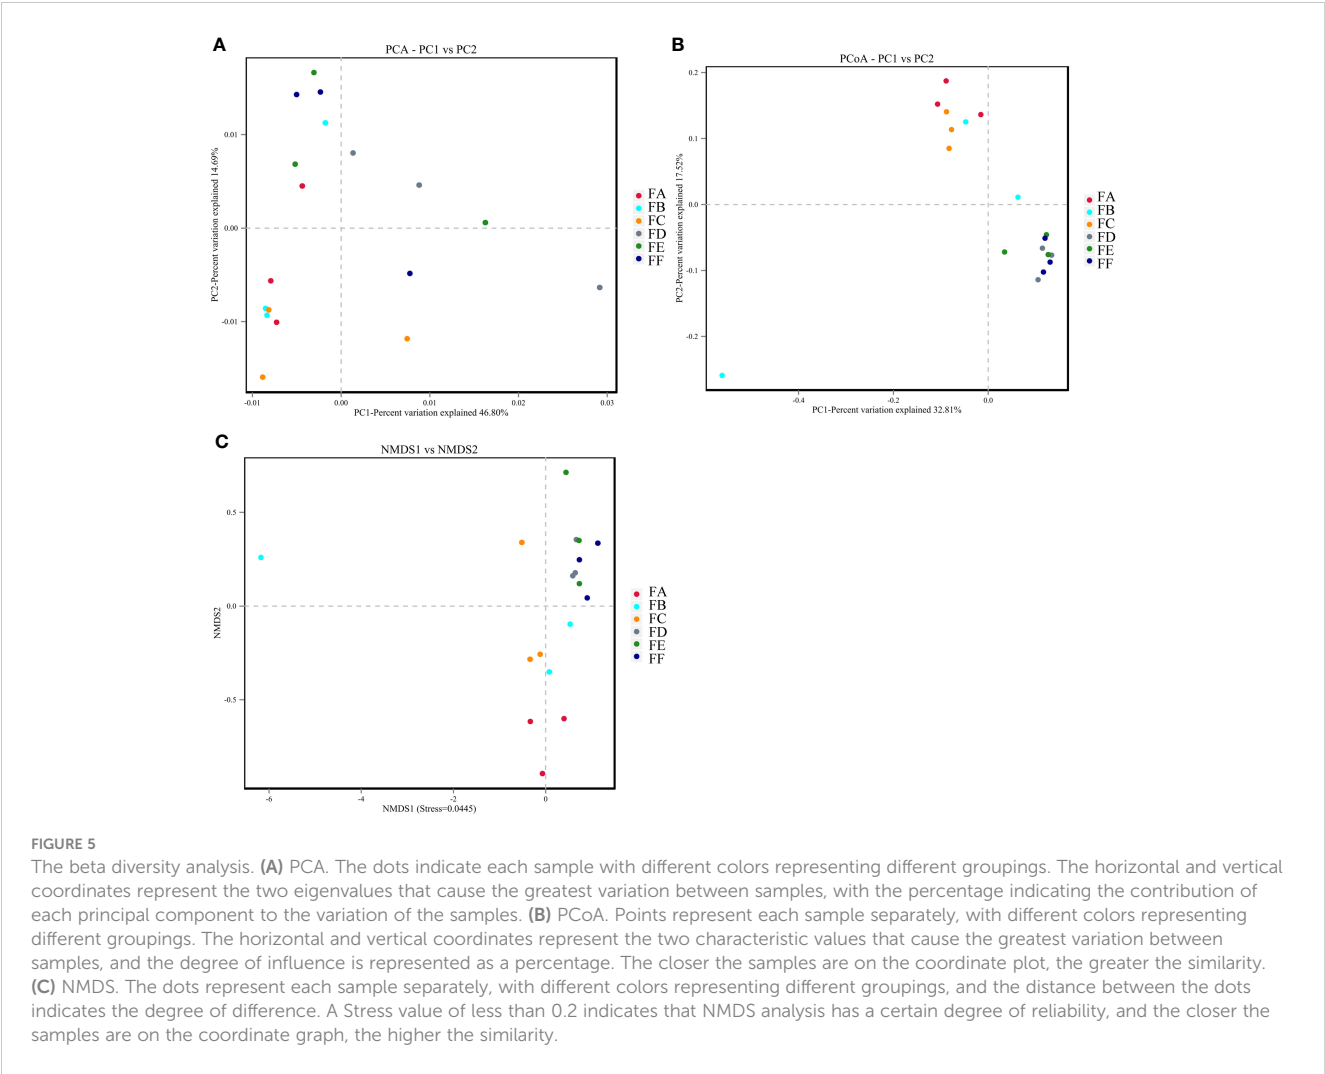 A
PCA - PC1 vs PC2
PC2-Percent variation explained 14.69%
0.01
0.00
-0.01
-0.01
0.00
0.01
0.02
0.03
PC1-Percent variation explained 46.80%
FA
FB
FC
FD
FE
FF
B
PCoA - PC1 vs PC2
PC2-Percent variation explained 17.52%
0.2
0.1
0.0
-0.1
-0.2
-0.4
-0.2
0.0
PC1-Percent variation explained 32.81%
FA
FB
FC
FD
FE
FF
C
NMDS1 vs NMDS2
NMDS2
0.5
0.0
-0.5
-6
-4
-2
0
NMDS1 (Stress=0.0445)
FA
FB
FC
FD
FE
FF
FIGURE 5
The beta diversity analysis. (A) PCA. The dots indicate each sample with different colors representing different groupings. The horizontal and vertical
coordinates represent the two eigenvalues that cause the greatest variation between samples, with the percentage indicating the contribution of
each principal component to the variation of the samples. (B) PCoA. Points represent each sample separately, with different colors representing
different groupings. The horizontal and vertical coordinates represent the two characteristic values that cause the greatest variation between
samples, and the degree of influence is represented as a percentage. The closer the samples are on the coordinate plot, the greater the similarity.
(C) NMDS. The dots represent each sample separately, with different colors representing different groupings, and the distance between the dots
indicates the degree of difference. A Stress value of less than 0.2 indicates that NMDS analysis has a certain degree of reliability, and the closer the
samples are on the coordinate graph, the higher the similarity.